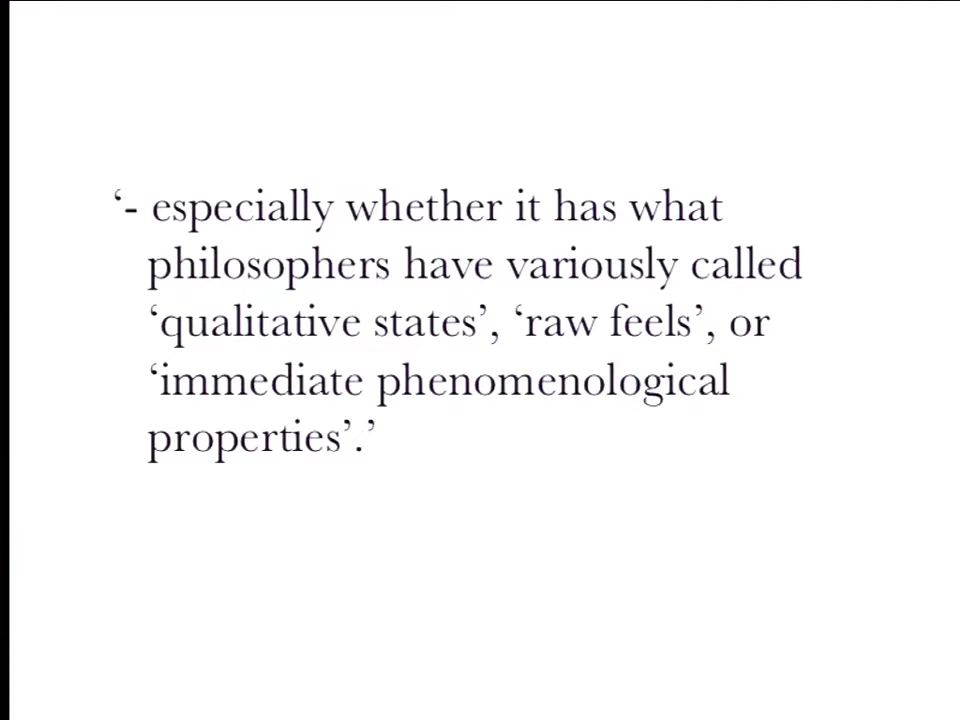 ‘- especially whether it has what
philosophers have variously called
‘qualitative states’, ‘raw feels’, or
‘immediate phenomenological
properties’.’